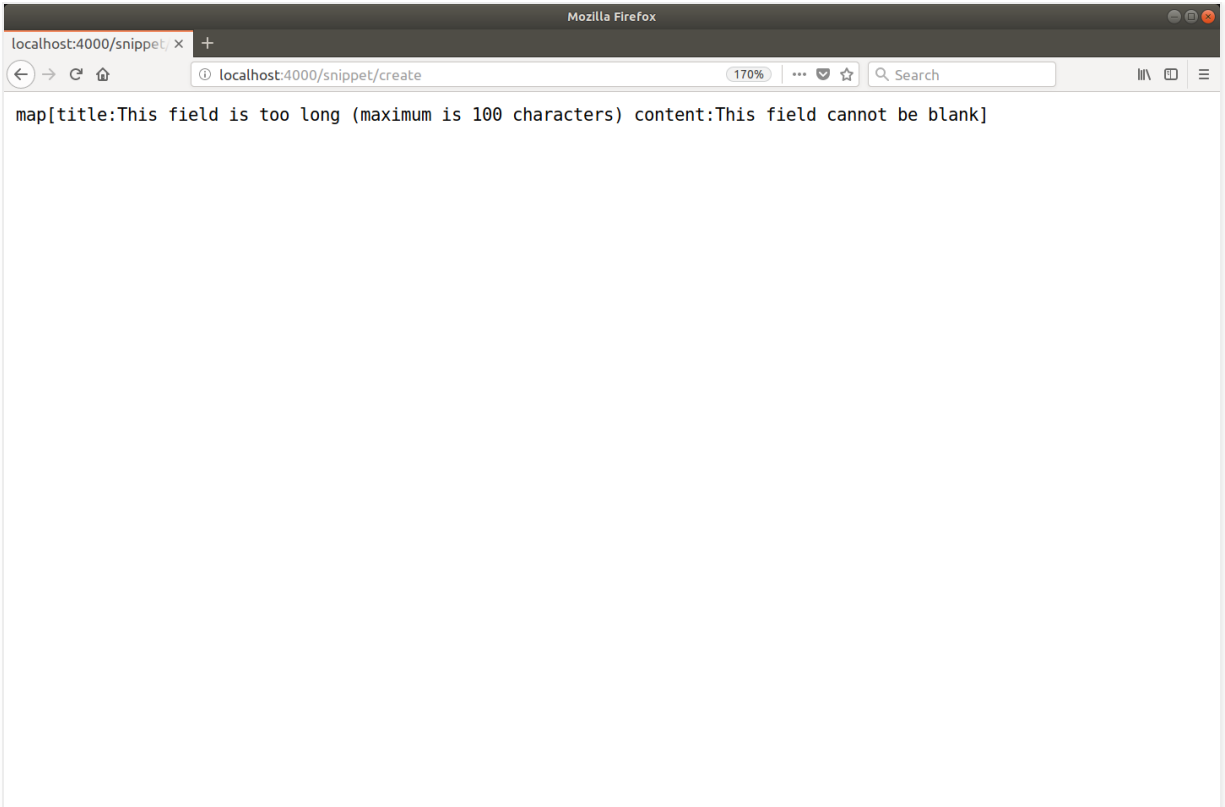 Mozilla Firefox
localhost:4000/snippet/
localhost:4000/snippet/create 170% Search
map[title:This field is too long (maximum is 100 characters) content:This field cannot be blank]